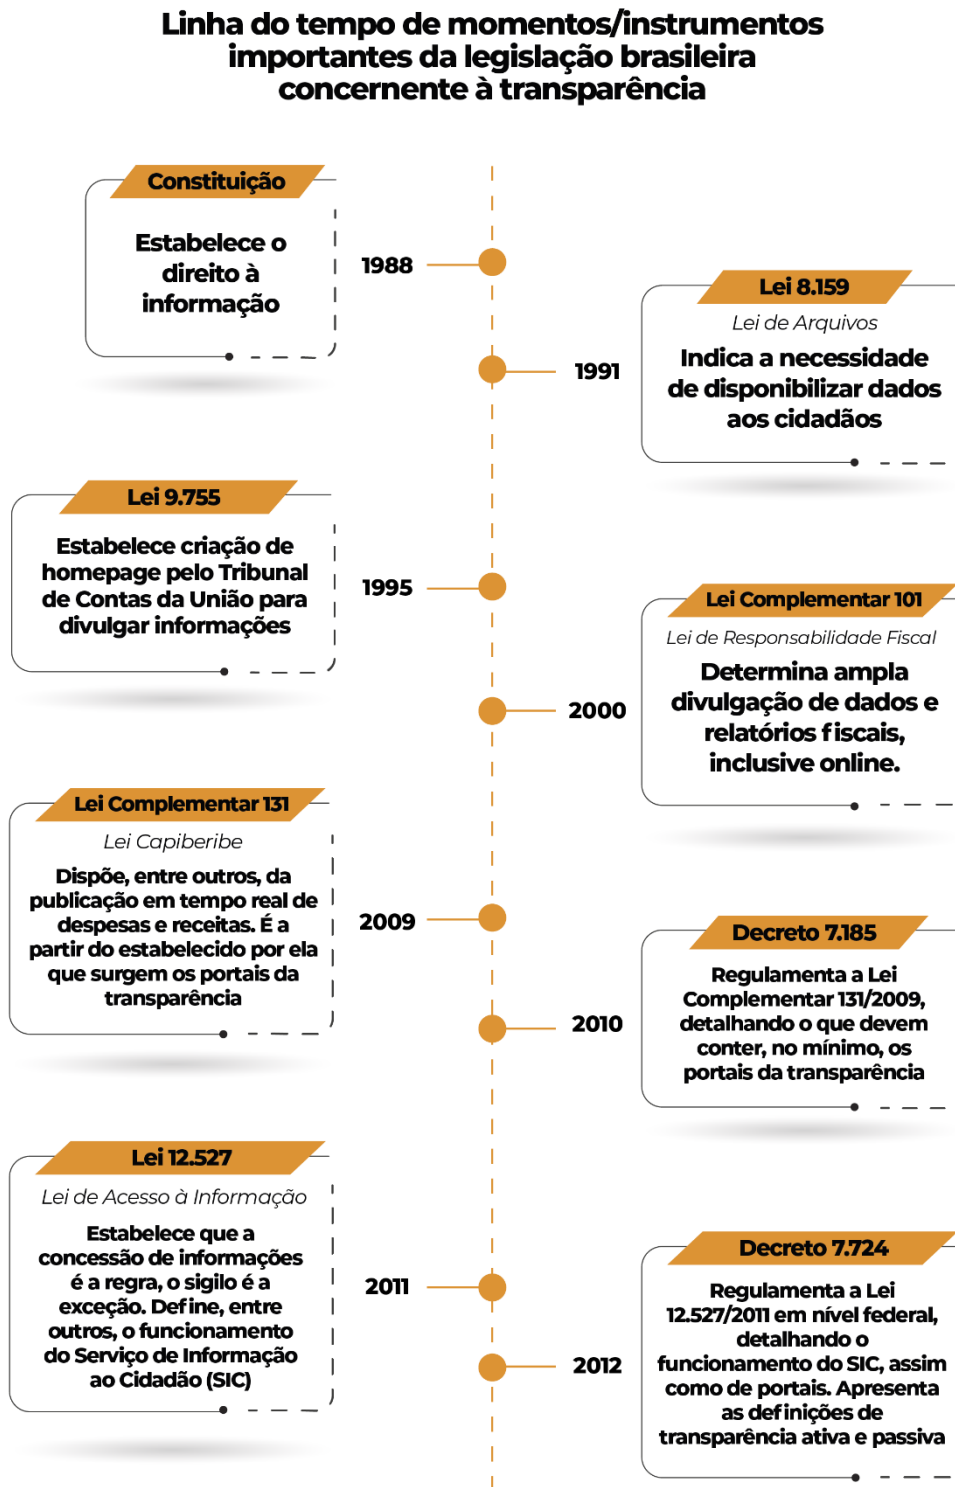 Linha do tempo de momentos/instrumentos
importantes da legislação brasileira
concernente à transparência
Constituição
Estabelece o
direito à
informação
1988
Lei 8.159
Lei de Arquivos
Indica a necessidade
de disponibilizar dados
aos cidadãos
1991
Lei 9.755
Estabelece criação de
homepage pelo Tribunal
de Contas da União para
divulgar informações
1995
Lei Complementar 101
Lei de Responsabilidade Fiscal
Determina ampla
divulgação de dados e
relatórios fiscais,
inclusive online.
2000
Lei Complementar 131
Lei Capiberibe
Dispõe, entre outros, da
publicação em tempo real de
despesas e receitas. É a
partir do estabelecido por ela
que surgem os portais da
transparência
2009
Decreto 7.185
Regulamenta a Lei
Complementar 131/2009,
detalhando o que devem
conter, no mínimo, os
portais da transparência
2010
Lei 12.527
Lei de Acesso à Informação
Estabelece que a
concessão de informações
é a regra, o sigilo é a
exceção. Define, entre
outros, o funcionamento
do Serviço de Informação
ao Cidadão (SIC)
2011
Decreto 7.724
Regulamenta a Lei
12.527/2011 em nível federal,
detalhando o
funcionamento do SIC, assim
como de portais. Apresenta
as definições de
transparência ativa e passiva
2012